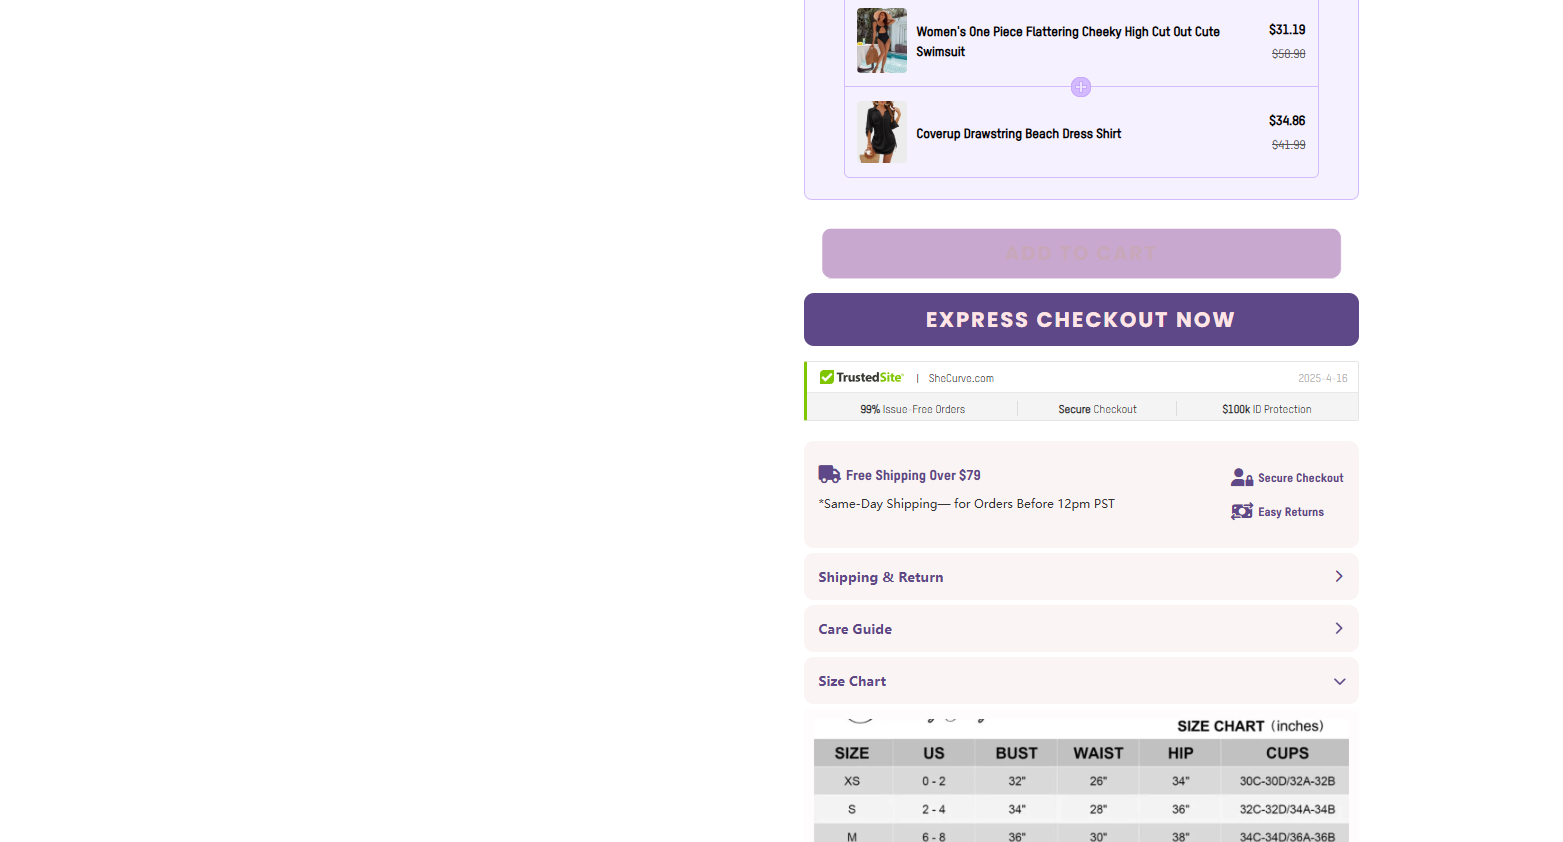 Women's One Piece Flattering Cheeky High Cut Out Cute
Swimsuit
$31.19
$50.90
Coverup Drawstring Beach Dress Shirt
$34.86
$41.99
ADD TO CART
EXPRESS CHECKOUT NOW
TrustedSite | SheCurve.com 2025-4-16
99% Issue-Free Orders Secure Checkout $100k ID Protection
Free Shipping Over $79
*Same-Day Shipping— for Orders Before 12pm PST
Secure Checkout
Easy Returns
Shipping & Return
Care Guide
Size Chart
SIZE CHART (inches)
SIZE US BUST WAIST HIP CUPS
XS 0 - 2 32" 26" 34" 30C-30D/32A-32B
S 2 - 4 34" 28" 36" 32C-32D/34A-34B
M 6 - 8 36" 30" 38" 34C-34D/36A-36B